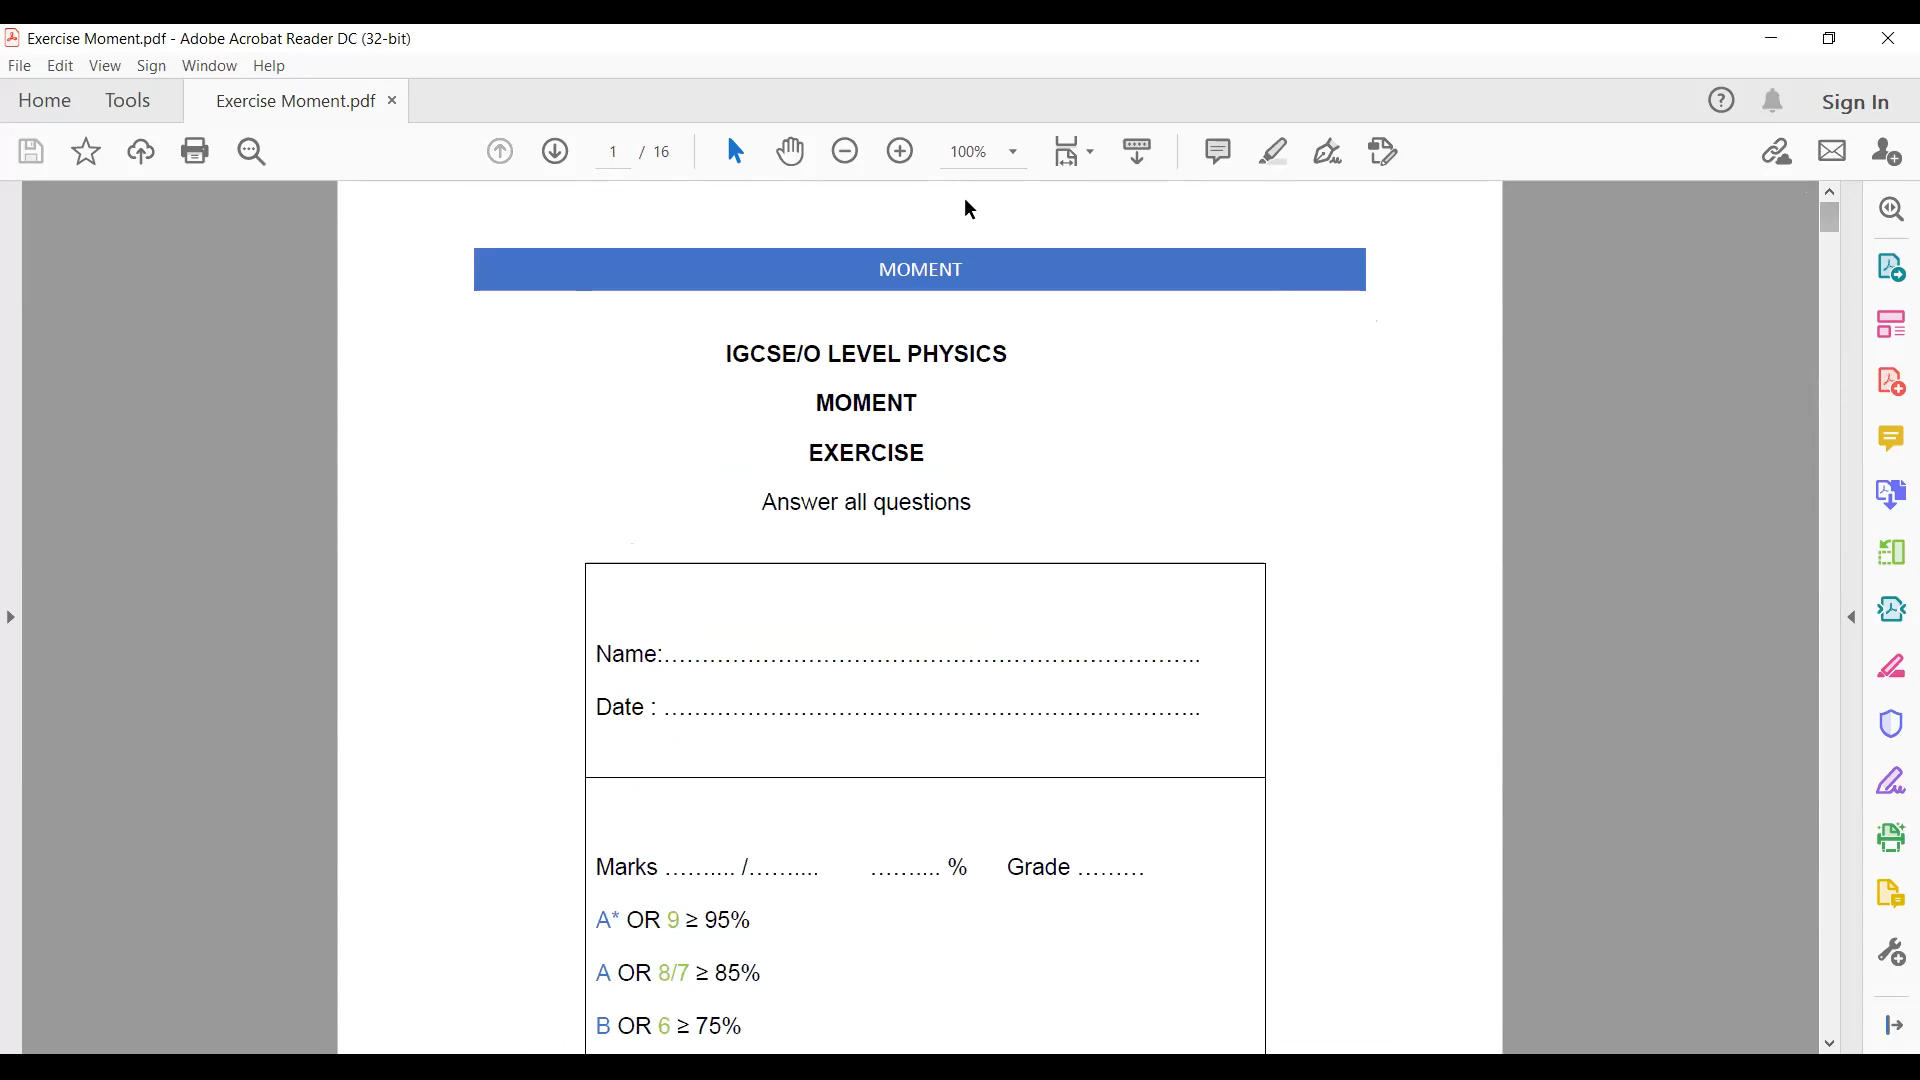 Exercise Moment.pdf - Adobe Acrobat Reader DC (32-bit)
File Edit View Sign Window Help
Home Tools Exercise Moment.pdf × Sign In
1 / 16 100%
MOMENT
IGCSE/O LEVEL PHYSICS
MOMENT
EXERCISE
Answer all questions
Name:...............................................................
Date : ...............................................................
Marks .......... /........... .......... % Grade .........
A* OR 9 ≥ 95%
A OR 8/7 ≥ 85%
B OR 6 ≥ 75%